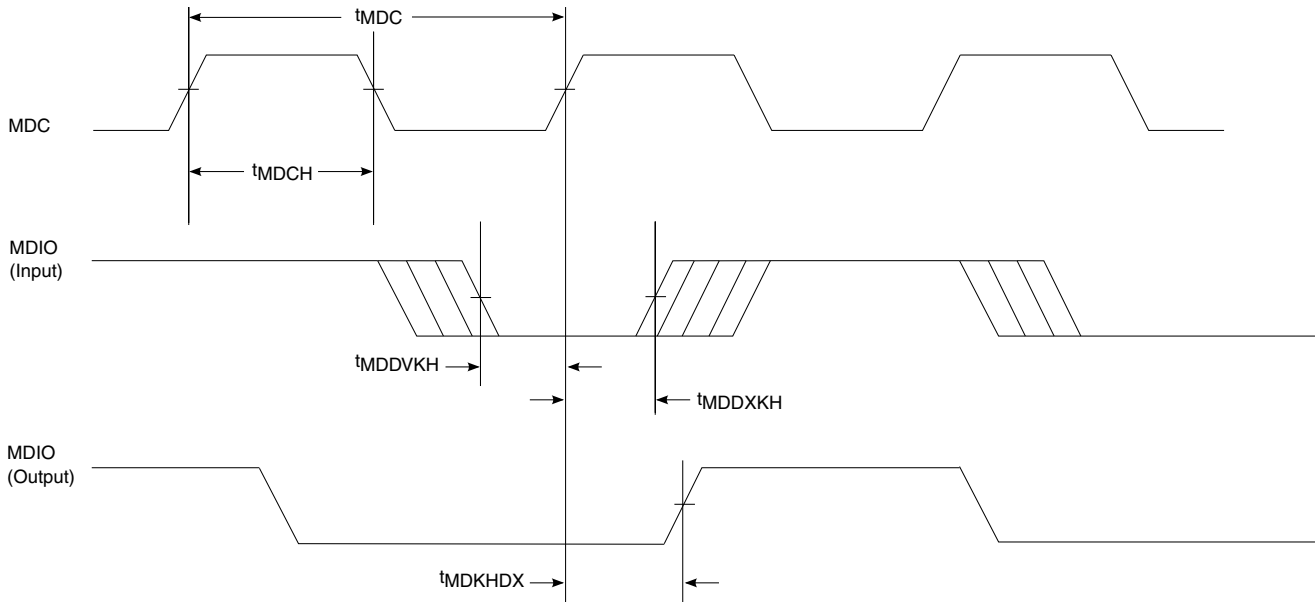 tMDC
MDC
tMDCH
MDIO
(Input)
tMDDVKH
tMDDXKH
MDIO
(Output)
tMDKHDX